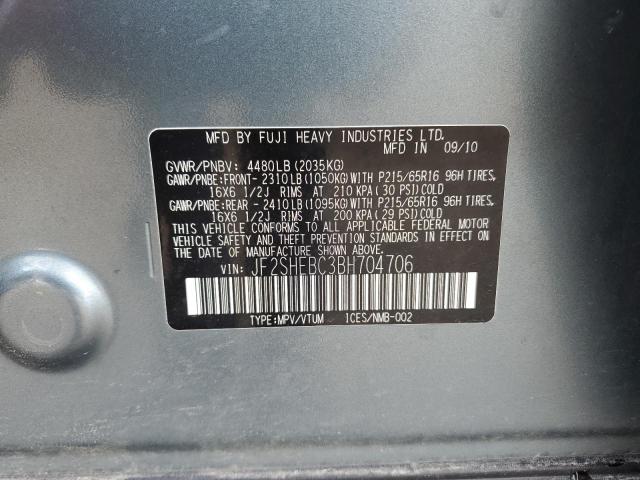 MFD BY FUJI HEAVY INDUSTRIES LTD.
MFD IN 09/10
GVWR/PNBV: 4480LB(2035KG)
GAWR/PNBE:FRONT- 2310LB(1050KG)WITH P215/65R16 96H TIRES,
16X6 1/2J RIMS AT 210 KPA(30 PSI)COLD
GAWR/PNBE:REAR - 2410LB(1095KG)WITH P215/65R16 96H TIRES,
16X6 1/2J RIMS AT 200 KPA(29 PSI)COLD
THIS VEHICLE CONFORMS TO ALL APPLICABLE FEDERAL MOTOR
VEHICLE SAFETY AND BUMPER STANDARDS IN EFFECT ON
THE DATE OF MANUFACTURE SHOWN ABOVE.
VIN: JF2SHEBC3BH704706
TYPE:MPV/VTUM ICES/NMB-002